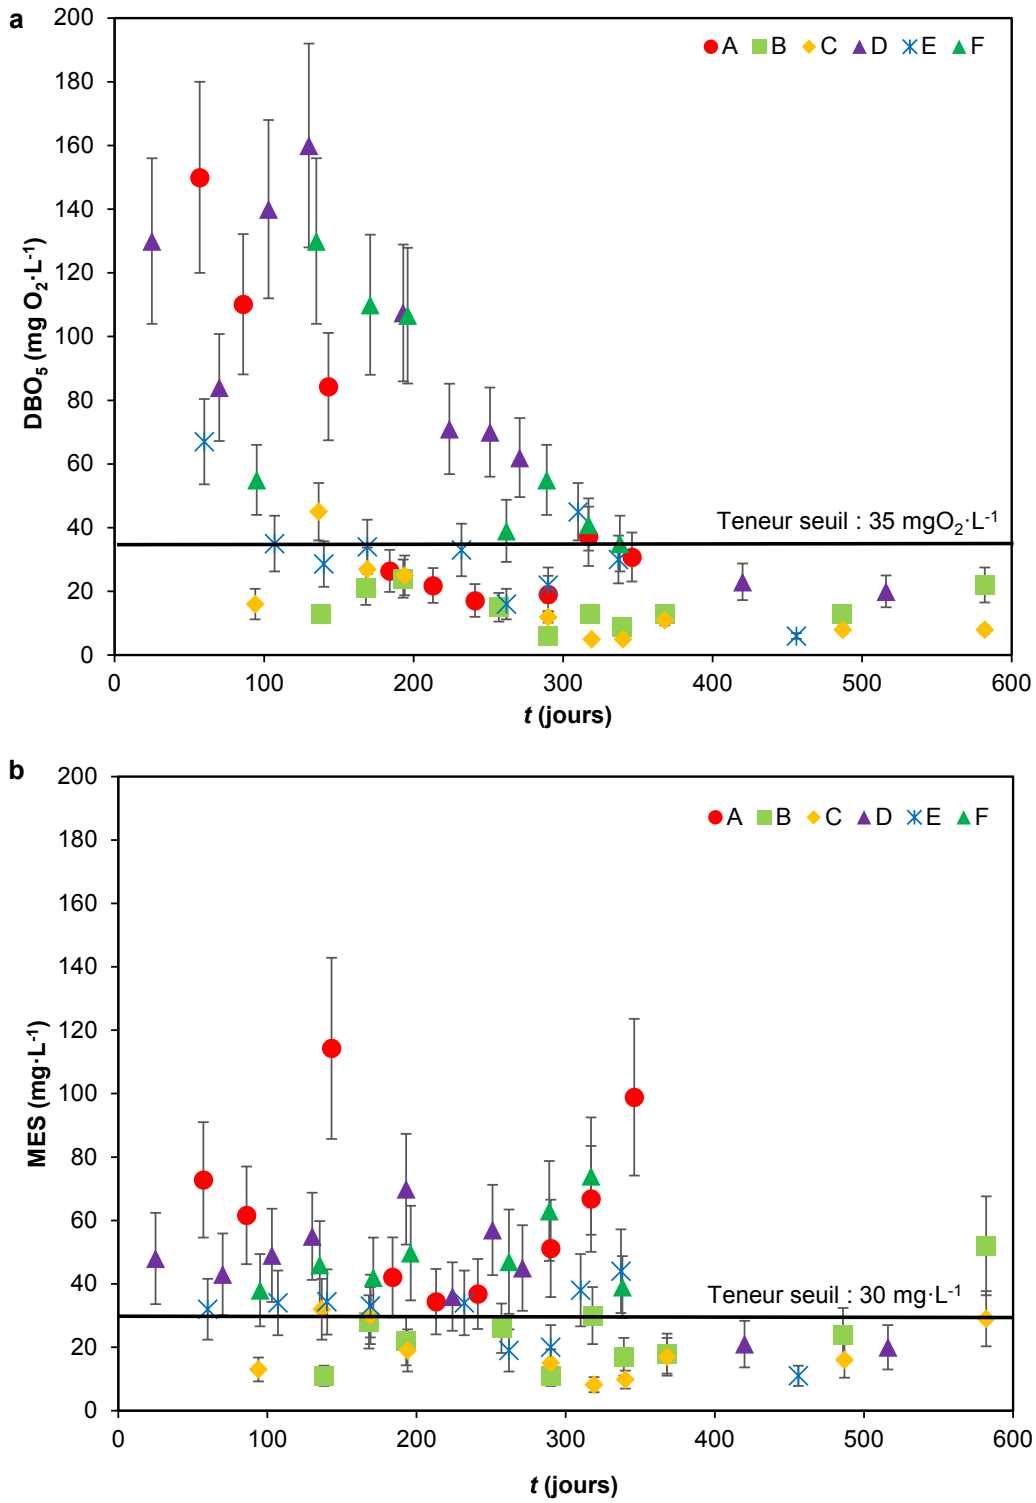 a
200
180
160
140
120
100
80
60
40
20
0
DBO₅ (mg O₂·L⁻¹)
A B C D E F
Teneur seuil : 35 mgO₂·L⁻¹
0 100 200 300 400 500 600
t (jours)
b
200
180
160
140
120
100
80
60
40
20
0
MES (mg·L⁻¹)
A B C D E F
Teneur seuil : 30 mg·L⁻¹
0 100 200 300 400 500 600
t (jours)